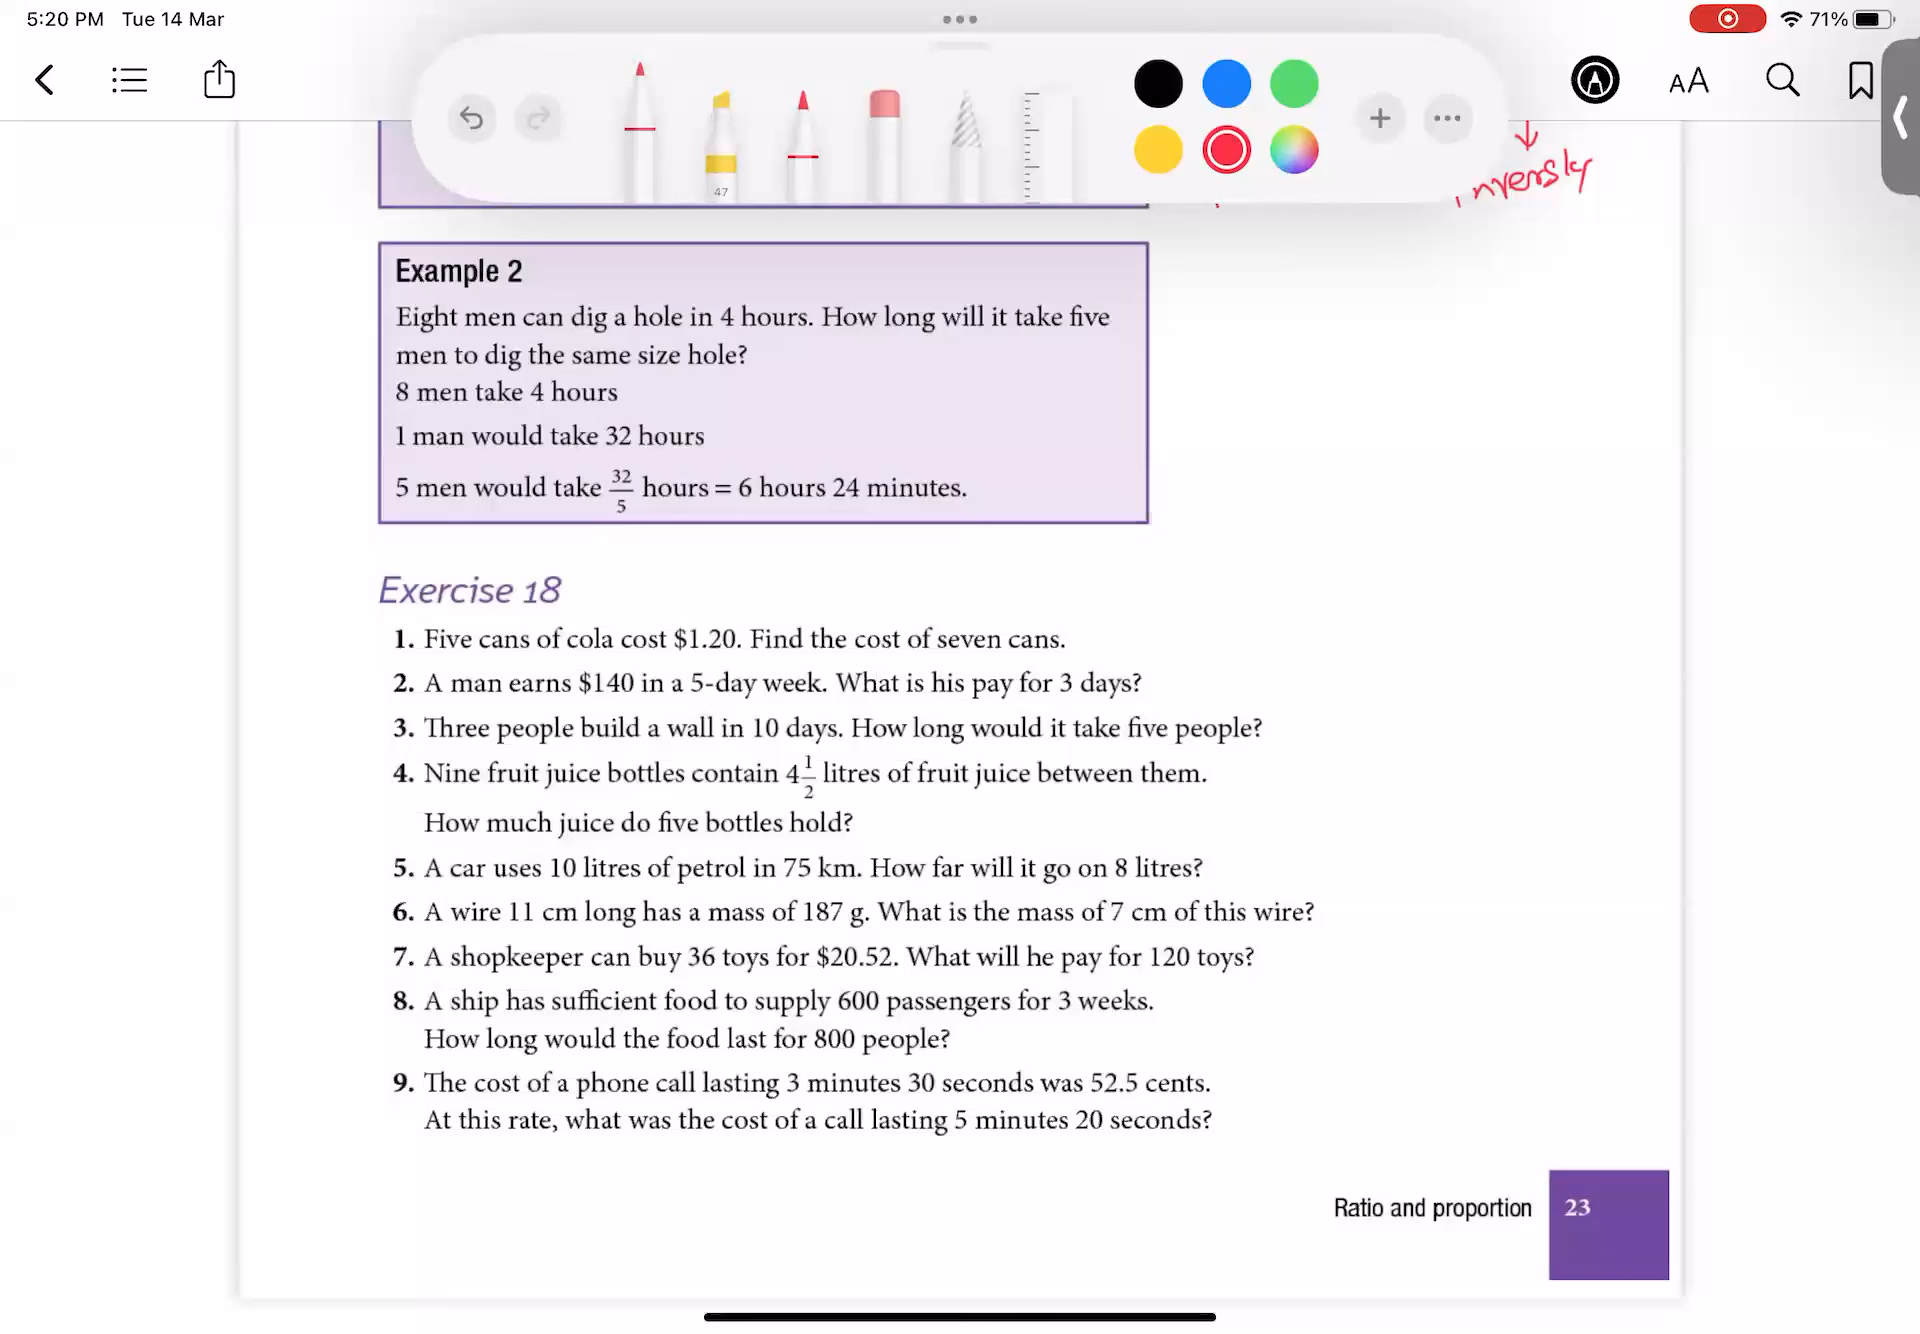 5:20 PM Tue 14 Mar
71%
AA
47
nversly
Example 2
Eight men can dig a hole in 4 hours. How long will it take five
men to dig the same size hole?
8 men take 4 hours
1 man would take 32 hours
5 men would take 32/5 hours = 6 hours 24 minutes.
Exercise 18
1. Five cans of cola cost $1.20. Find the cost of seven cans.
2. A man earns $140 in a 5-day week. What is his pay for 3 days?
3. Three people build a wall in 10 days. How long would it take five people?
4. Nine fruit juice bottles contain 4 1/2 litres of fruit juice between them.
How much juice do five bottles hold?
5. A car uses 10 litres of petrol in 75 km. How far will it go on 8 litres?
6. A wire 11 cm long has a mass of 187 g. What is the mass of 7 cm of this wire?
7. A shopkeeper can buy 36 toys for $20.52. What will he pay for 120 toys?
8. A ship has sufficient food to supply 600 passengers for 3 weeks.
How long would the food last for 800 people?
9. The cost of a phone call lasting 3 minutes 30 seconds was 52.5 cents.
At this rate, what was the cost of a call lasting 5 minutes 20 seconds?
Ratio and proportion 23